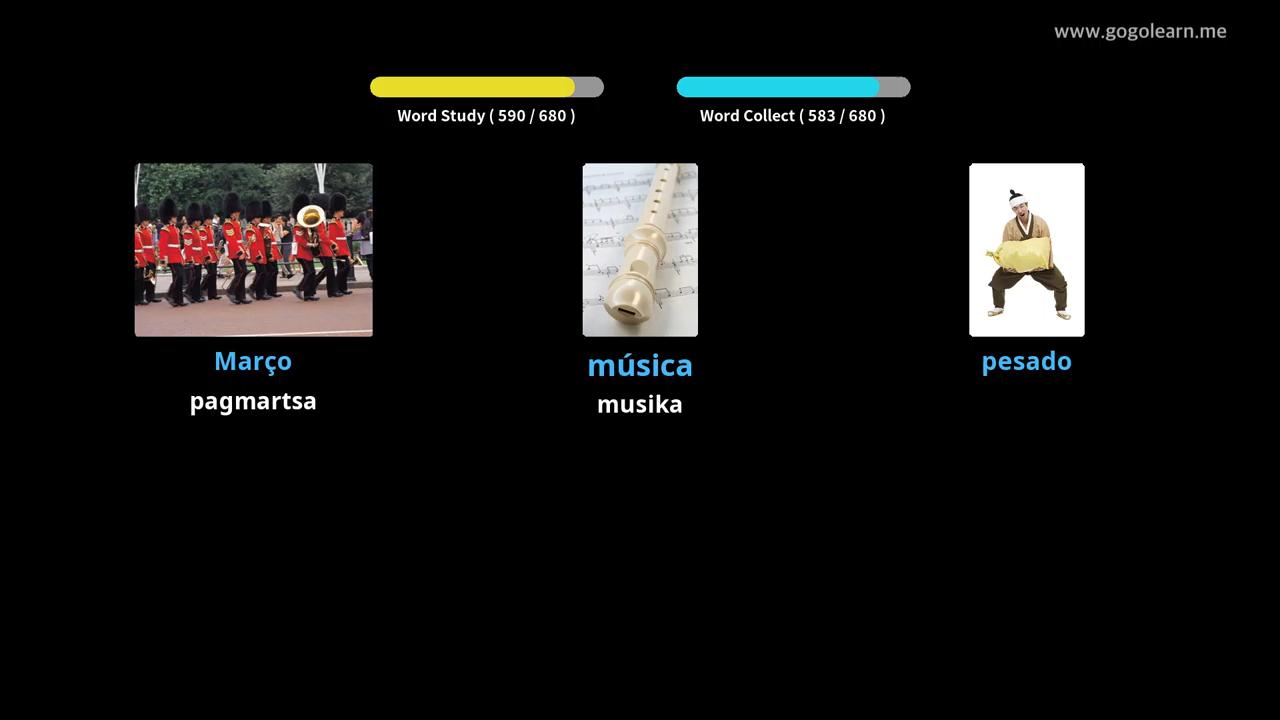 www.gogolearn.me
Word Study ( 590 / 680 )
Word Collect ( 583 / 680 )
Março
pagmartsa
música
musika
pesado